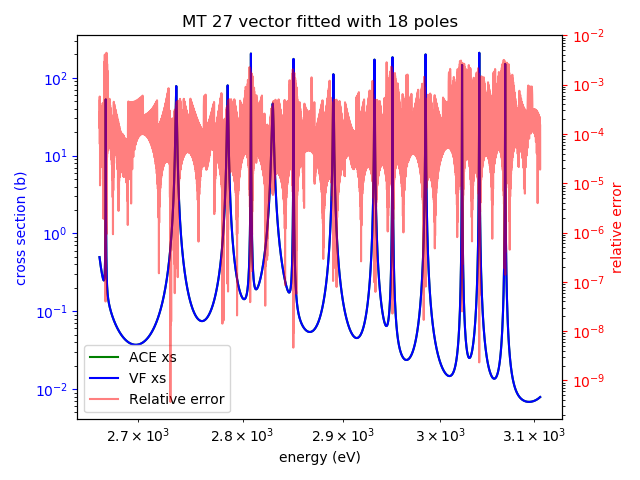 MT 27 vector fitted with 18 poles
10²
10¹
10⁰
10⁻¹
10⁻²
cross section (b)
10⁻²
10⁻³
10⁻⁴
10⁻⁵
10⁻⁶
10⁻⁷
10⁻⁸
10⁻⁹
relative error
ACE xs
VF xs
Relative error
2.7 × 10³ 2.8 × 10³ 2.9 × 10³ 3 × 10³ 3.1 × 10³
energy (eV)